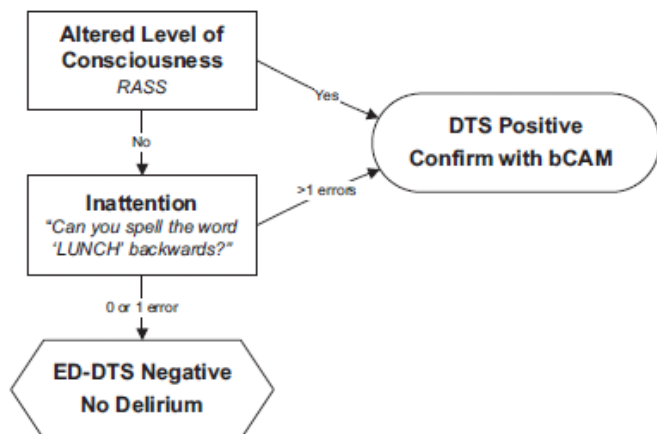 Altered Level of
Consciousness
RASS
Yes
DTS Positive
Confirm with bCAM
No
Inattention
"Can you spell the word
'LUNCH' backwards?"
>1 errors
0 or 1 error
ED-DTS Negative
No Delirium